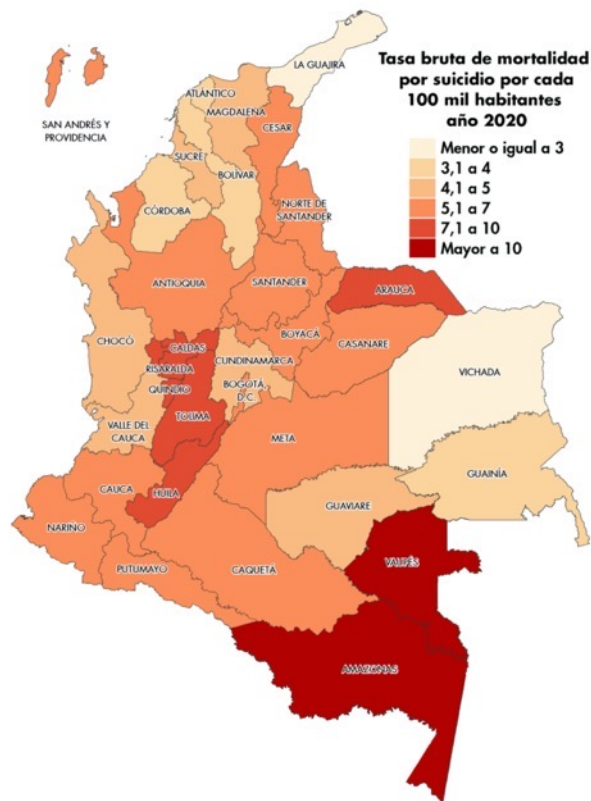 Tasa bruta de mortalidad
por suicidio por cada
100 mil habitantes
año 2020
Menor o igual a 3
3,1 a 4
4,1 a 5
5,1 a 7
7,1 a 10
Mayor a 10
SAN ANDRÉS Y
PROVIDENCIA
LA GUAJIRA
ATLÁNTICO
MAGDALENA
CESAR
SUCRE
BOLÍVAR
CÓRDOBA
NORTE DE
SANTANDER
ANTIOQUIA
SANTANDER
ARAUCA
CHOCÓ
CALDAS
BOYACÁ
CASANARE
RISARALDA
CUNDINAMARCA
VICHADA
QUINDIO
BOGOTÁ
D.C.
VALLE DEL
CAUCA
TOLIMA
META
GUAINÍA
CAUCA
HUILA
GUAVIARE
NARIÑO
PUTUMAYO
CAQUETÁ
VAUPÉS
AMAZONAS